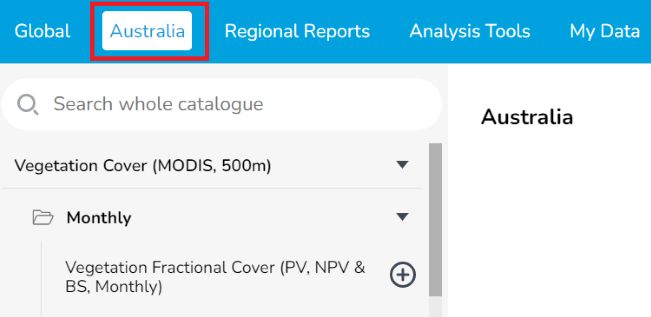 Global Australia Regional Reports Analysis Tools My Data
Search whole catalogue
Australia
Vegetation Cover (MODIS, 500m)
Monthly
Vegetation Fractional Cover (PV, NPV &
BS, Monthly)